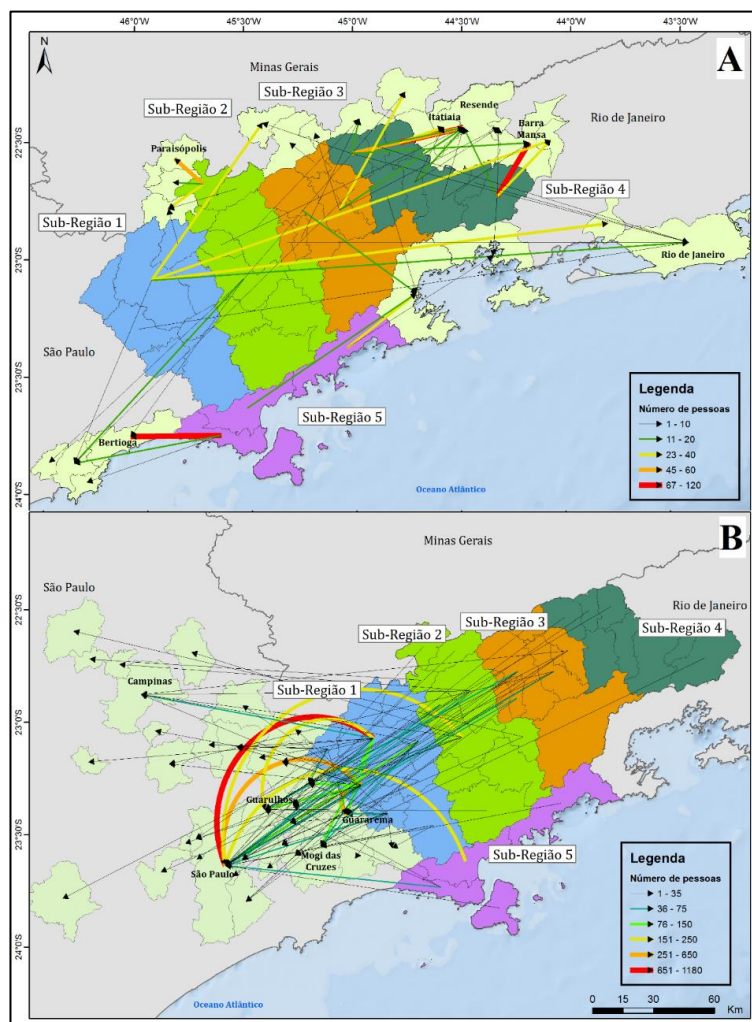 46°0'W 45°30'W 45°0'W 44°30'W 44°0'W 43°30'W
N
A
Minas Gerais
Sub-Região 3
Sub-Região 2
Resende
Itatiaia
Barra
Mansa
Rio de Janeiro
22°30'S
Paraisópolis
Sub-Região 4
Sub-Região 1
23°0'S
Rio de Janeiro
São Paulo
23°30'S
Sub-Região 5
Bertioga
24°0'S
Oceano Atlântico
Legenda
Número de pessoas
1 - 10
11 - 20
23 - 40
45 - 60
67 - 120
B
Minas Gerais
São Paulo
22°30'S
Rio de Janeiro
Sub-Região 3
Sub-Região 4
Sub-Região 2
Campinas
Sub-Região 1
23°0'S
Guarulhos
Guararema
23°30'S
Mogi das
Cruzes
São Paulo
Sub-Região 5
24°0'S
Oceano Atlântico
Legenda
Número de pessoas
1 - 35
36 - 75
76 - 150
151 - 250
251 - 650
651 - 1180
0 15 30 60
Km